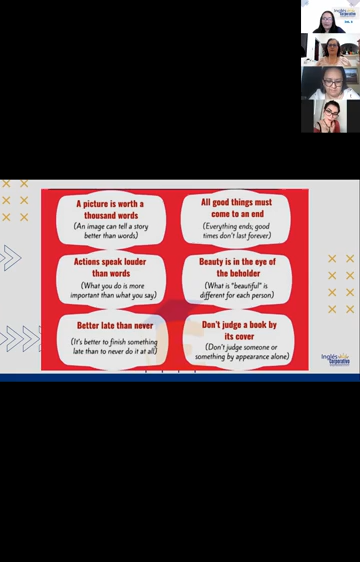 Inglés
Corporativo
A picture is worth a
thousand words
(An image can tell a story
better than words)
All good things must
come to an end
(Everything ends; good
times don't last forever)
Actions speak louder
than words
(What you do is more
important than what you say)
Beauty is in the eye of
the beholder
(What is "beautiful" is
different for each person)
Better late than never
(It's better to finish something
late than to never do it at all)
Don't judge a book by
its cover
(Don't judge someone or
something by appearance alone)
Inglés
Corporativo